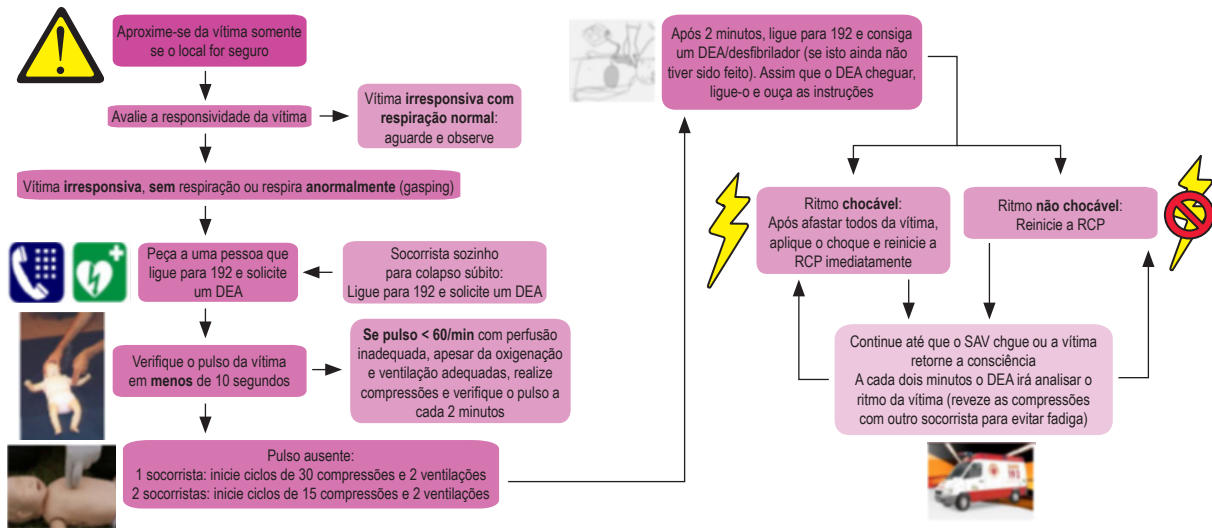 Aproxime-se da vítima somente
se o local for seguro
Avalie a responsividade da vítima
Vítima irresponsiva com
respiração normal:
aguarde e observe
Vítima irresponsiva, sem respiração ou respira anormalmente (gasping)
Peça a uma pessoa que
ligue para 192 e solicite
um DEA
Socorrista sozinho
para colapso súbito:
Ligue para 192 e solicite um DEA
Verifique o pulso da vítima
em menos de 10 segundos
Se pulso < 60/min com perfusão
inadequada, apesar da oxigenação
e ventilação adequadas, realize
compressões e verifique o pulso a
cada 2 minutos
Pulso ausente:
1 socorrista: inicie ciclos de 30 compressões e 2 ventilações
2 socorristas: inicie ciclos de 15 compressões e 2 ventilações
Após 2 minutos, ligue para 192 e consiga
um DEA/desfibrilador (se isto ainda não
tiver sido feito). Assim que o DEA cheguar,
ligue-o e ouça as instruções
Ritmo chocável:
Após afastar todos da vítima,
aplique o choque e reinicie a
RCP imediatamente
Ritmo não chocável:
Reinicie a RCP
Continue até que o SAV chgue ou a vítima
retorne a consciência
A cada dois minutos o DEA irá analisar o
ritmo da vítima (reveze as compressões
com outro socorrista para evitar fadiga)